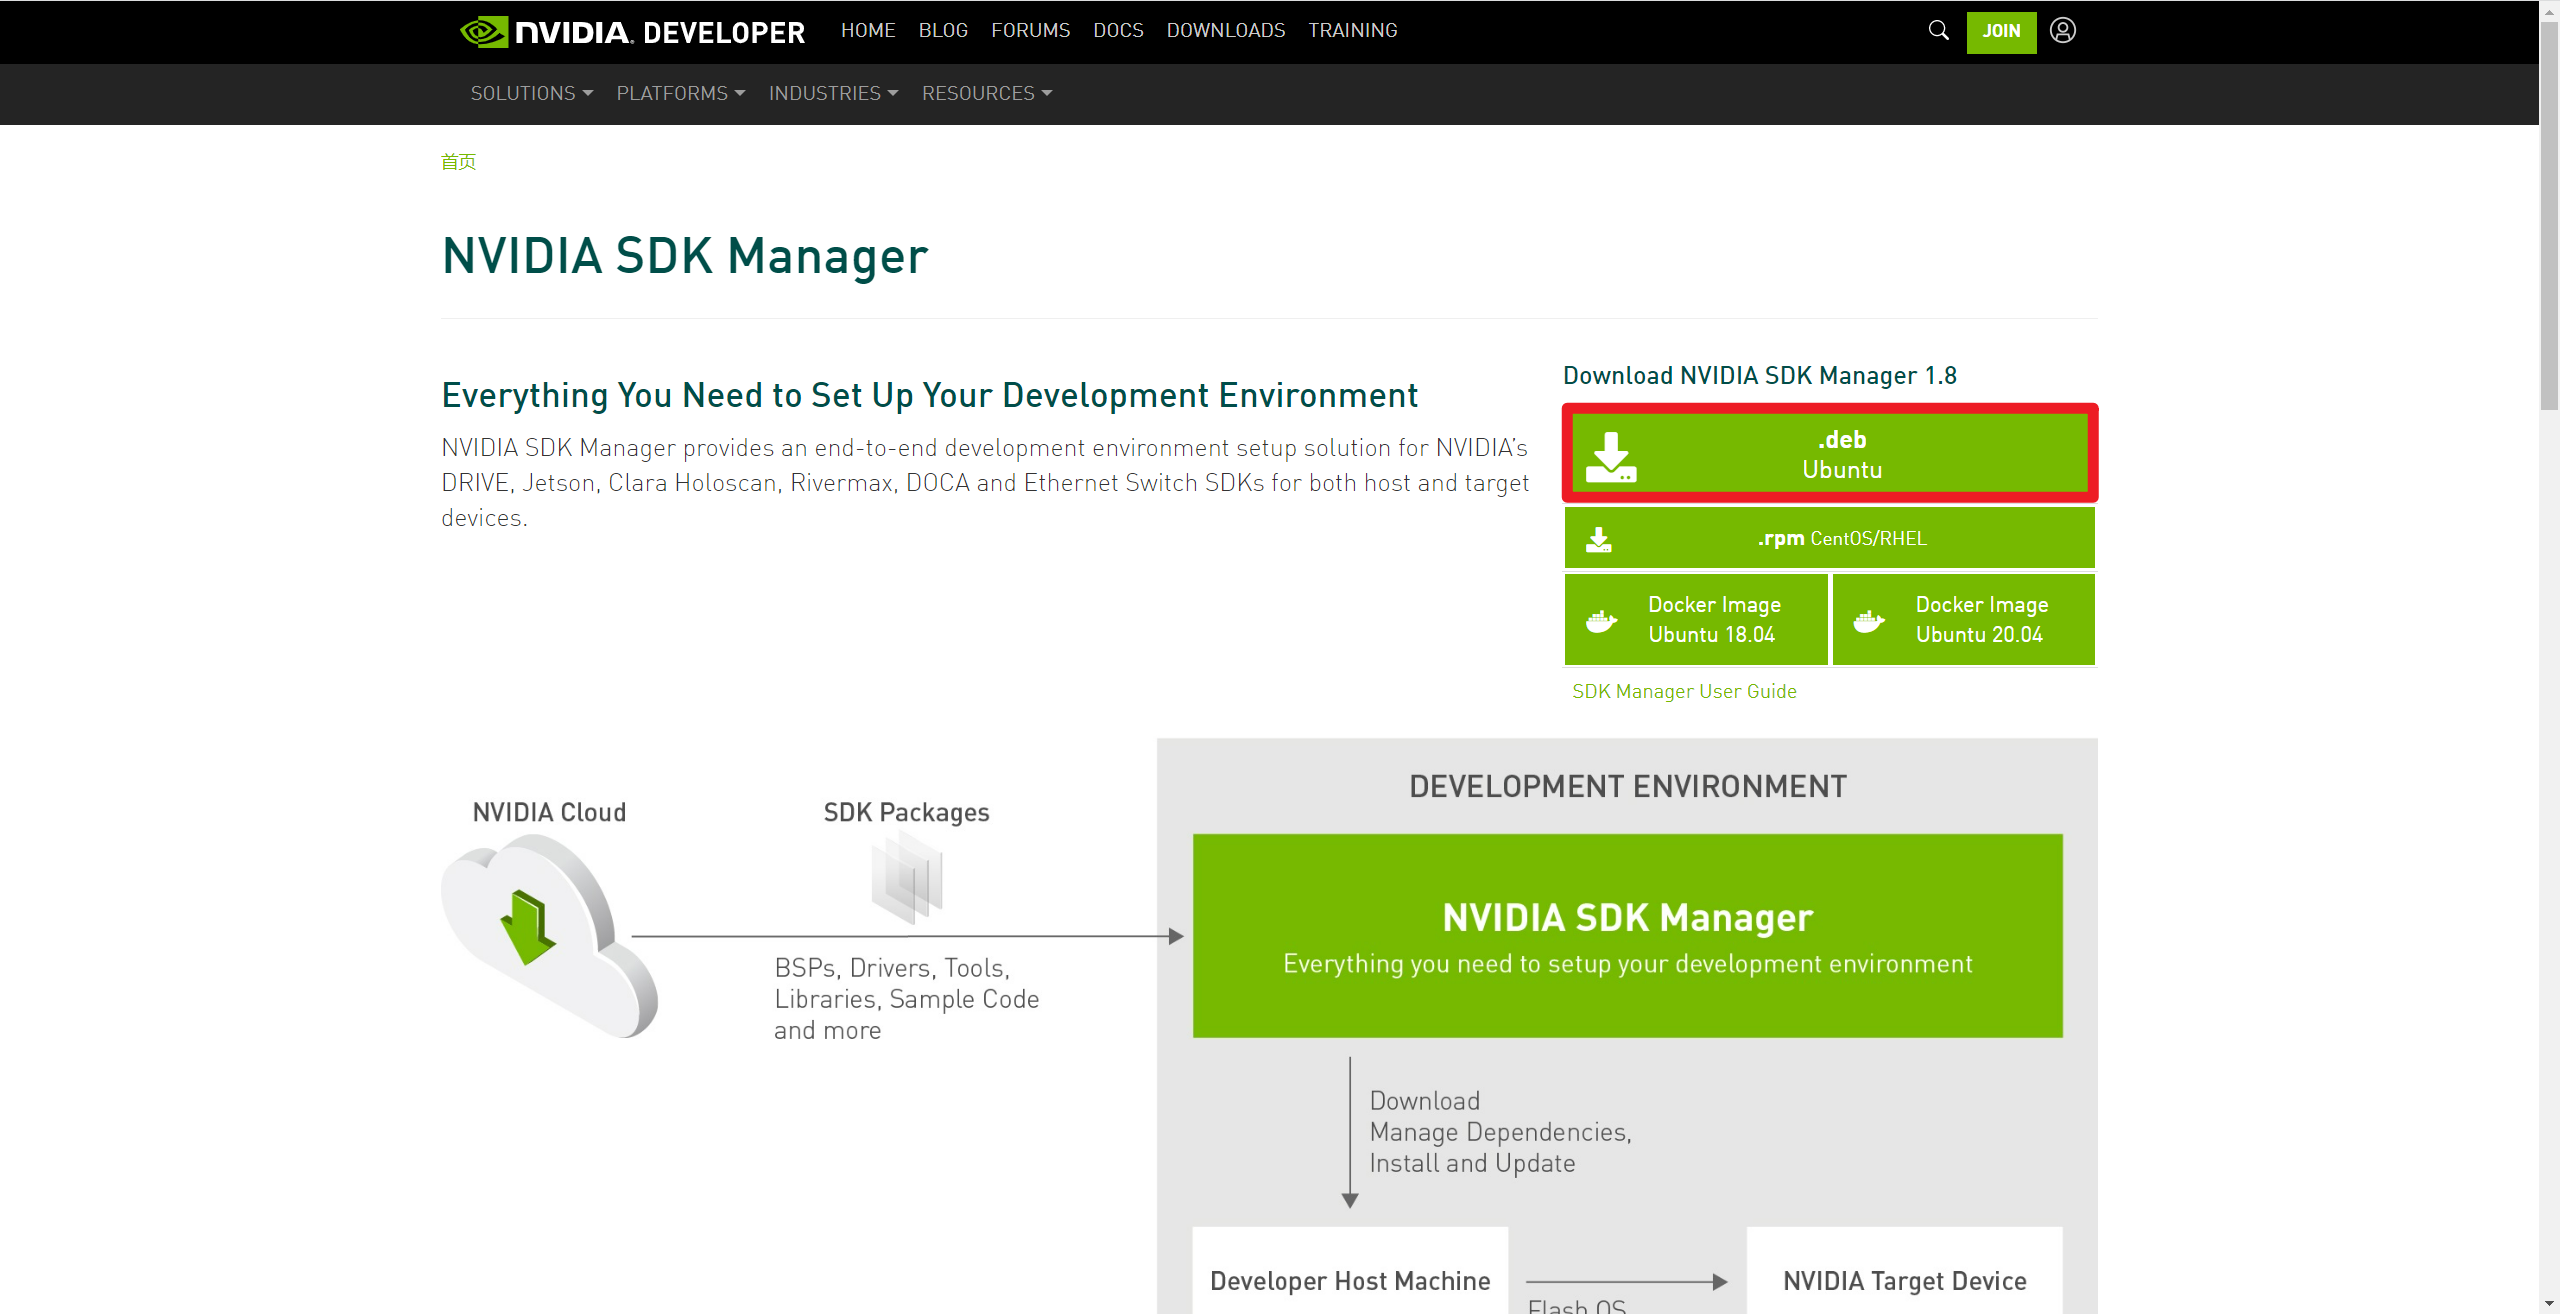 NVIDIA. DEVELOPER HOME BLOG FORUMS DOCS DOWNLOADS TRAINING JOIN
SOLUTIONS PLATFORMS INDUSTRIES RESOURCES
首页
NVIDIA SDK Manager
Everything You Need to Set Up Your Development Environment
NVIDIA SDK Manager provides an end-to-end development environment setup solution for NVIDIA’s
DRIVE, Jetson, Clara Holoscan, Rivermax, DOCA and Ethernet Switch SDKs for both host and target
devices.
Download NVIDIA SDK Manager 1.8
.deb
Ubuntu
.rpm CentOS/RHEL
Docker Image
Ubuntu 18.04
Docker Image
Ubuntu 20.04
SDK Manager User Guide
NVIDIA Cloud
SDK Packages
BSPs, Drivers, Tools,
Libraries, Sample Code
and more
DEVELOPMENT ENVIRONMENT
NVIDIA SDK Manager
Everything you need to setup your development environment
Download
Manage Dependencies,
Install and Update
Developer Host Machine
Flash OS
NVIDIA Target Device